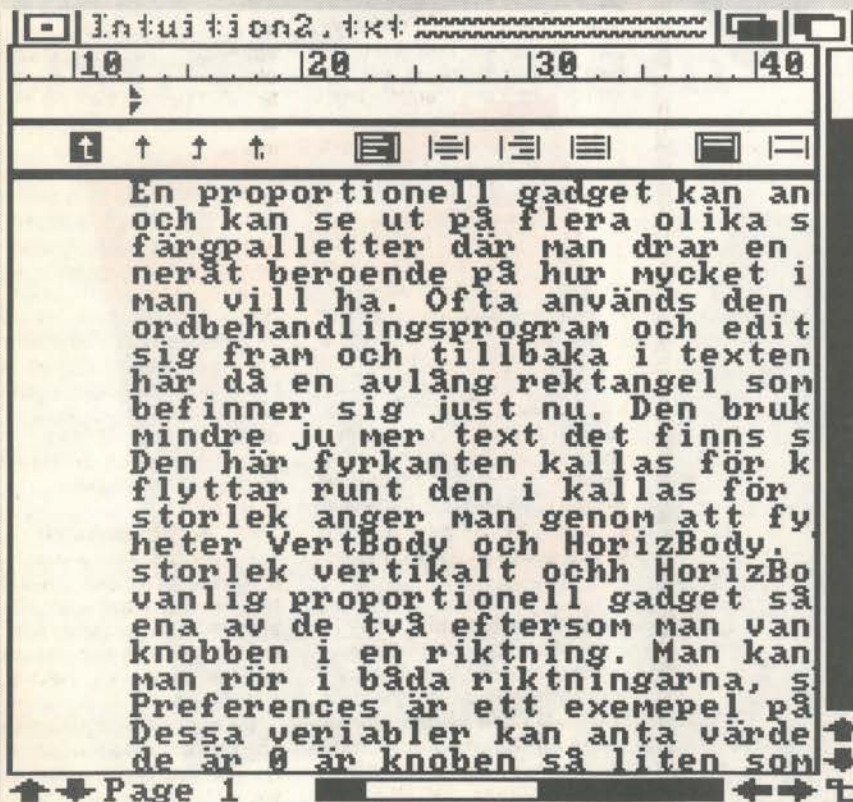 Intuition2.txt
10 20 30 40
En proportionell gadget kan an
och kan se ut på flera olika s
färgpalletter där man drar en
neråt beroende på hur mycket i
man vill ha. Ofta används den
ordbehandlingsprogram och edit
sig fram och tillbaka i texten
här då en avlång rektangel som
befinner sig just nu. Den bruk
mindre ju mer text det finns s
Den här fyrkanten kallas för k
flyttar runt den i kallas för
storlek anger man genom att fy
heter VertBody och HorizBody.
storlek vertikalt ochh HorizBo
vanlig proportionell gadget så
ena av de två eftersom man van
knobben i en riktning. Man kan
man rör i båda riktningarna, s
Preferences är ett exemepel på
Dessa veriabler kan anta värde
de är 0 är knoben så liten som
Page 1